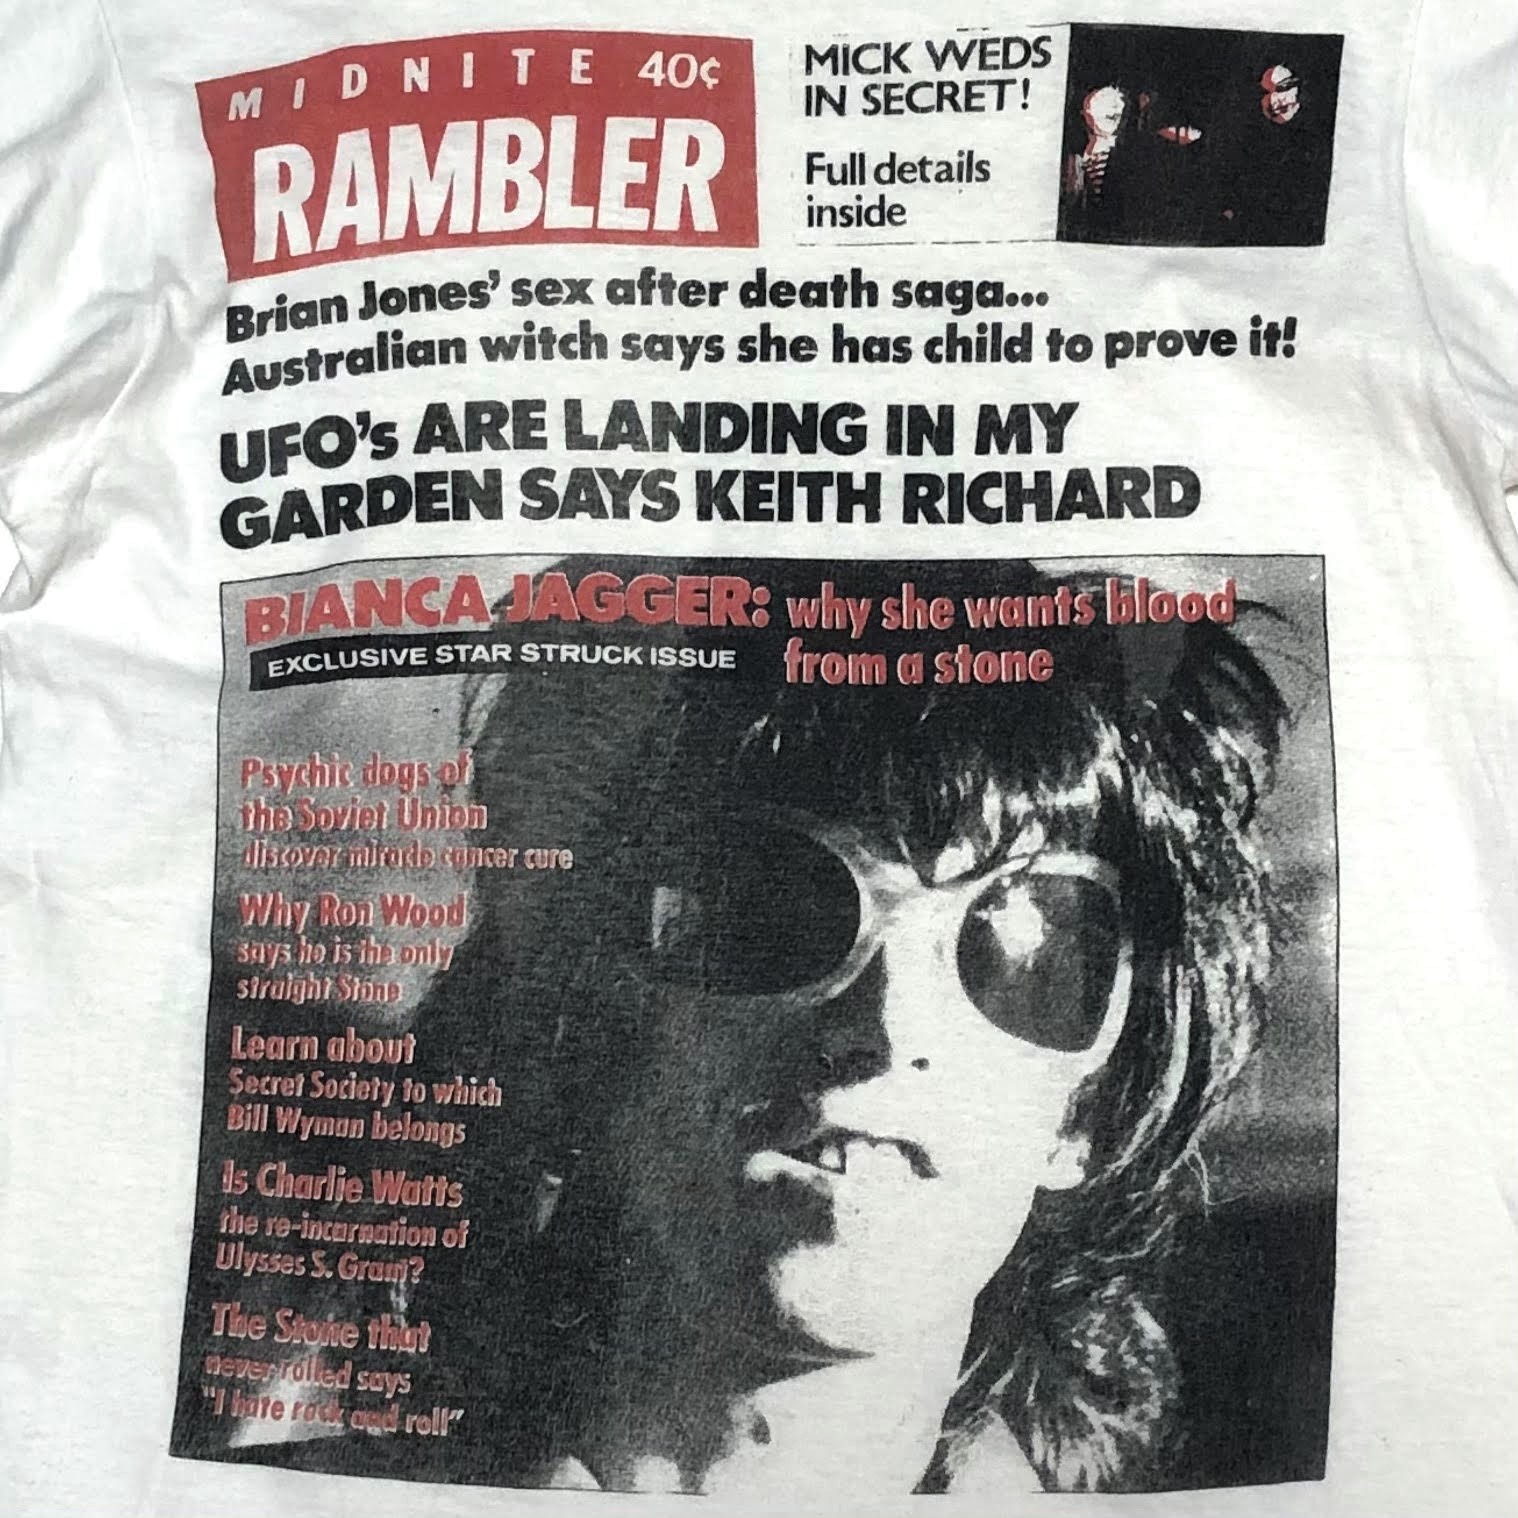 MIDNITE 40¢
RAMBLER
MICK WEDS
IN SECRET!
Full details
inside
Brian Jones' sex after death saga...
Australian witch says she has child to prove it!
UFO's ARE LANDING IN MY
GARDEN SAYS KEITH RICHARD
BIANCA JAGGER: why she wants blood
from a stone
EXCLUSIVE STAR STRUCK ISSUE
Psychic dogs of
the Soviet Union
discover miracle cancer cure
Why Ron Wood
says he is the only
straight Stone
Learn about
Secret Society to which
Bill Wyman belongs
Is Charlie Watts
the re-incarnation of
Ulysses S. Grant?
The Stone that
never rolled says
"I hate rock and roll"